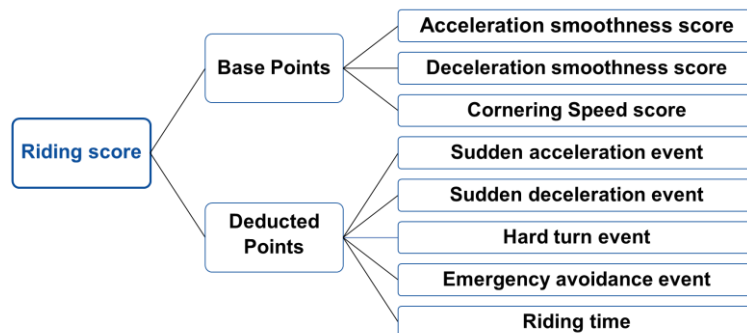 Acceleration smoothness score
Base Points
Deceleration smoothness score
Cornering Speed score
Riding score
Sudden acceleration event
Sudden deceleration event
Deducted
Points
Hard turn event
Emergency avoidance event
Riding time